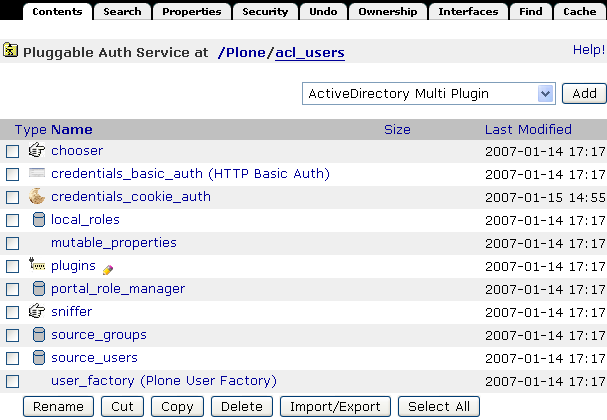 Contents Search Properties Security Undo Ownership Interfaces Find Cache
Pluggable Auth Service at /Plone/acl_users Help!
ActiveDirectory Multi Plugin Add
Type Name Size Last Modified
chooser 2007-01-14 17:17
credentials_basic_auth (HTTP Basic Auth) 2007-01-14 17:17
credentials_cookie_auth 2007-01-15 14:55
local_roles 2007-01-14 17:17
mutable_properties 2007-01-14 17:17
plugins 2007-01-14 17:17
portal_role_manager 2007-01-14 17:17
sniffer 2007-01-14 17:17
source_groups 2007-01-14 17:17
source_users 2007-01-14 17:17
user_factory (Plone User Factory) 2007-01-14 17:17
Rename Cut Copy Delete Import/Export Select All